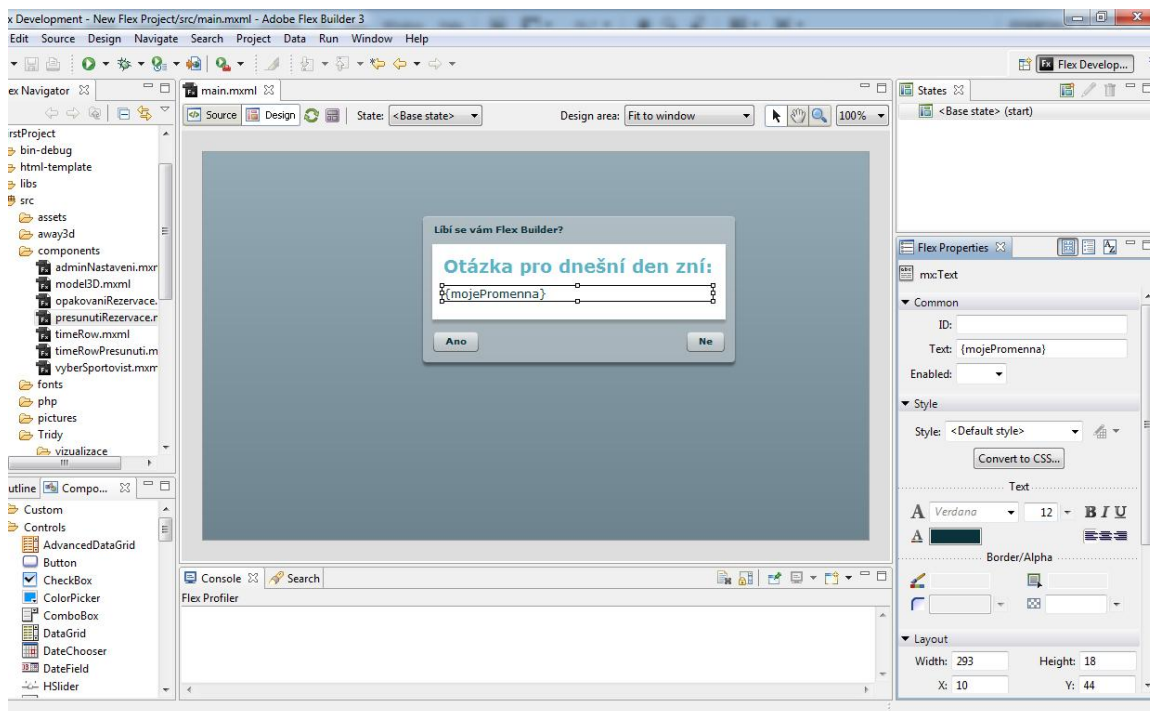 x Development - New Flex Project/src/main.mxml - Adobe Flex Builder 3
Edit Source Design Navigate Search Project Data Run Window Help
Flex Develop...
ex Navigator
rstProject
bin-debug
html-template
libs
src
assets
away3d
components
adminNastaveni.mxr
model3D.mxml
opakovaniRezervace.
presunutiRezervace.r
timeRow.mxml
timeRowPresunuti.m
vyberSportovist.mxm
fonts
php
pictures
Tridy
vizualizace
utline Compo...
Custom
Controls
AdvancedDataGrid
Button
CheckBox
ColorPicker
ComboBox
DataGrid
DateChooser
DateField
HSlider
main.mxml
Source Design State: <Base state> Design area: Fit to window 100%
Líbí se vám Flex Builder?
Otázka pro dnešní den zní:
{mojePromenna}
Ano Ne
Console Search
Flex Profiler
States
<Base state> (start)
Flex Properties
mx:Text
Common
ID:
Text: {mojePromenna}
Enabled:
Style
Style: <Default style>
Convert to CSS...
Text
A Verdana 12 B I U
A
Border/Alpha
Layout
Width: 293 Height: 18
X: 10 Y: 44